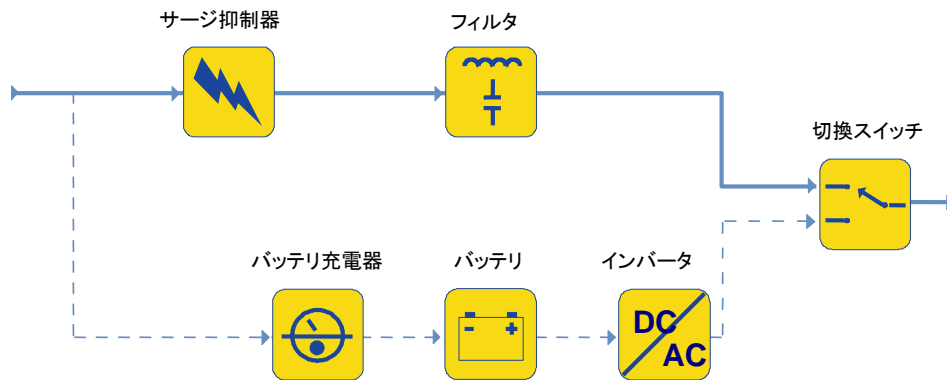 サージ抑制器
フィルタ
切換スイッチ
バッテリ充電器
バッテリ
インバータ
- +
DC
AC